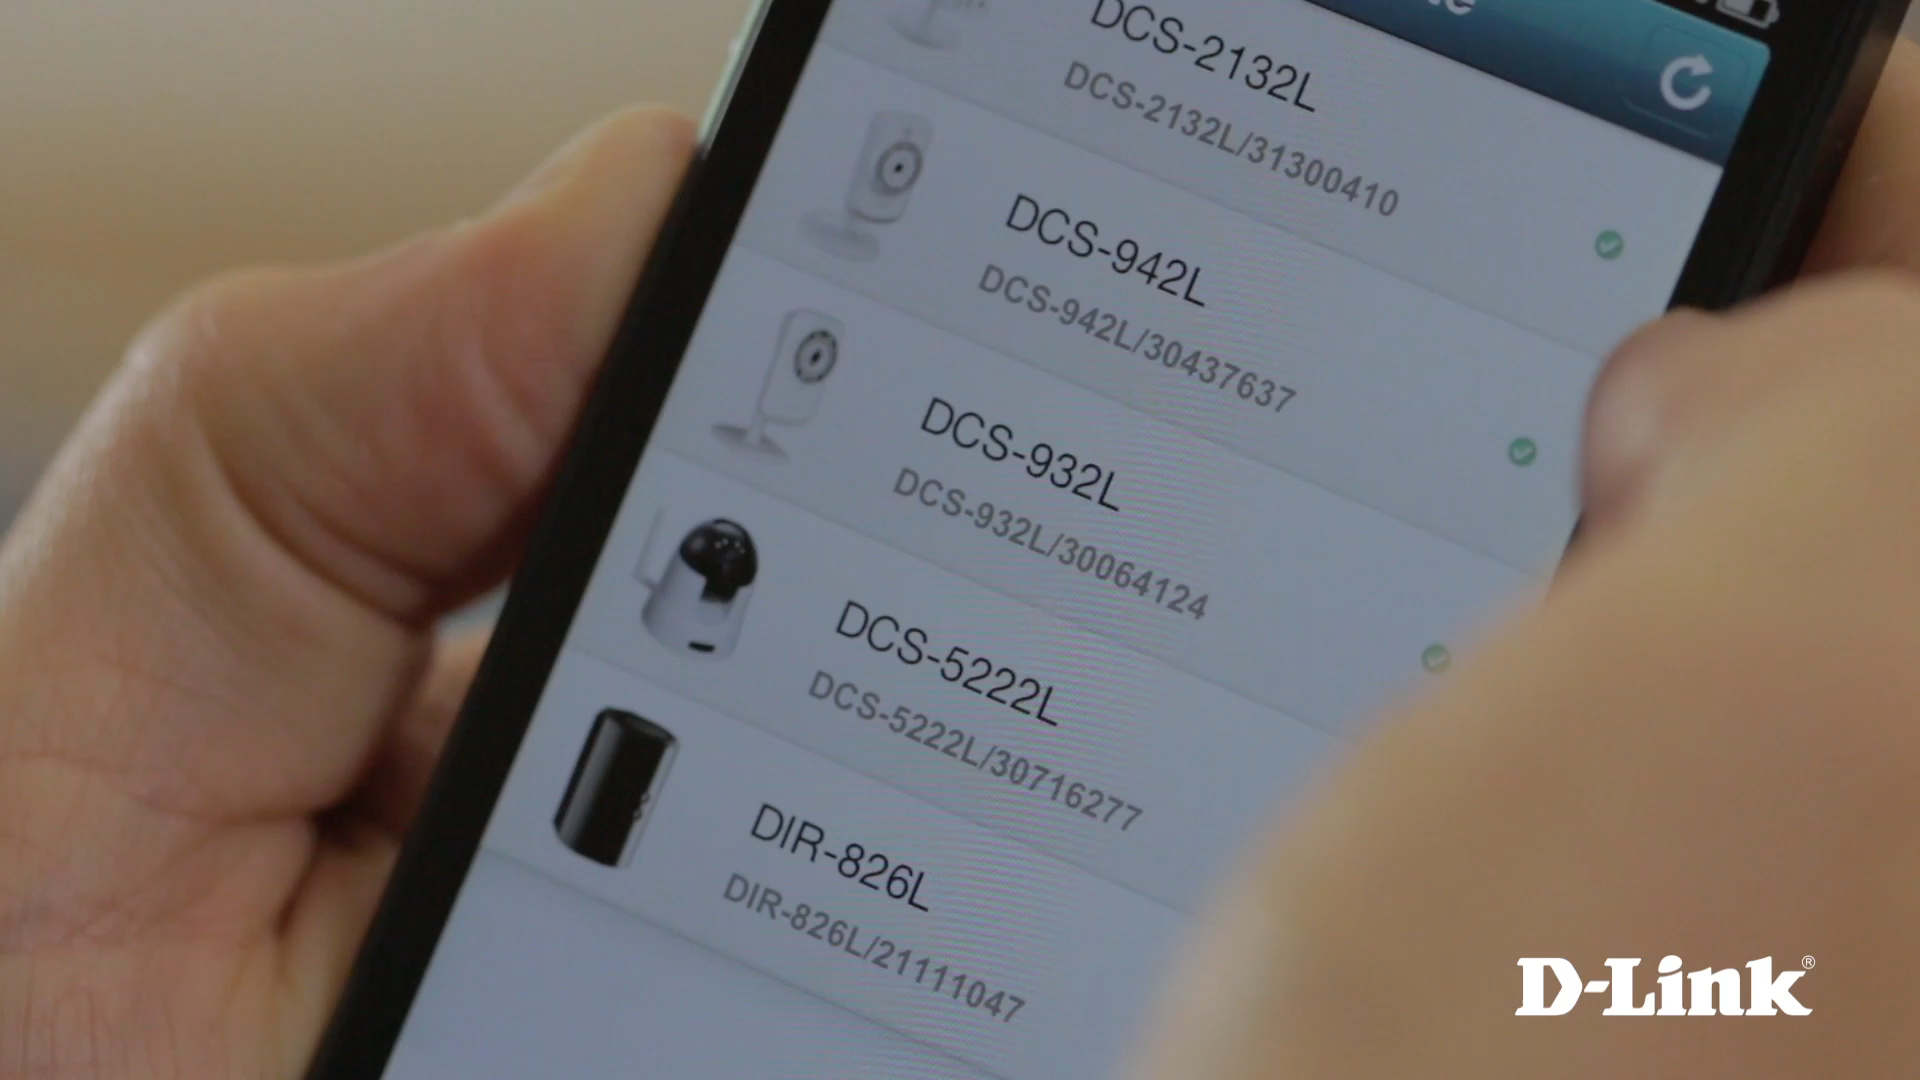 DCS-2132L
DCS-2132L/31300410
DCS-942L
DCS-942L/30437637
DCS-932L
DCS-932L/30064124
DCS-5222L
DCS-5222L/30716277
DIR-826L
DIR-826L/21111047
D-Link®